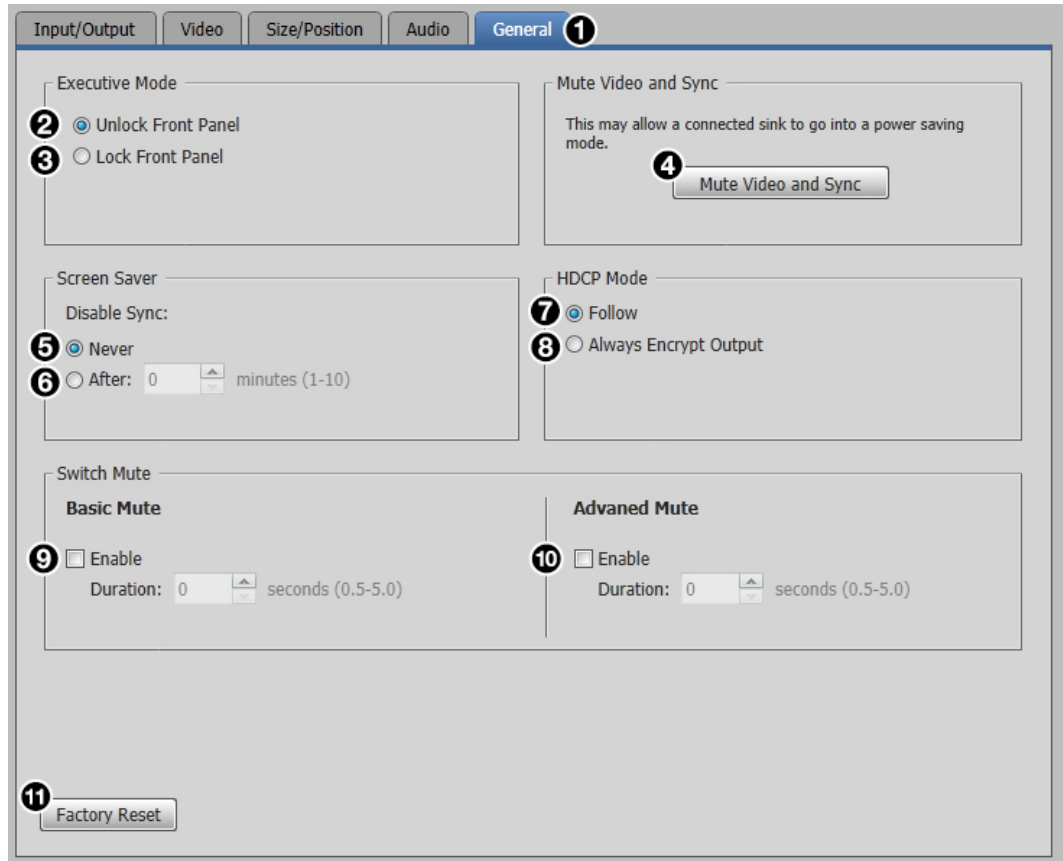 Input/Output Video Size/Position Audio General 1
Executive Mode
2 Unlock Front Panel
3 Lock Front Panel
Mute Video and Sync
This may allow a connected sink to go into a power saving
mode.
4 Mute Video and Sync
Screen Saver
Disable Sync:
5 Never
6 After: 0 minutes (1-10)
HDCP Mode
7 Follow
8 Always Encrypt Output
Switch Mute
Basic Mute
9 Enable
Duration: 0 seconds (0.5-5.0)
Advaned Mute
10 Enable
Duration: 0 seconds (0.5-5.0)
11 Factory Reset